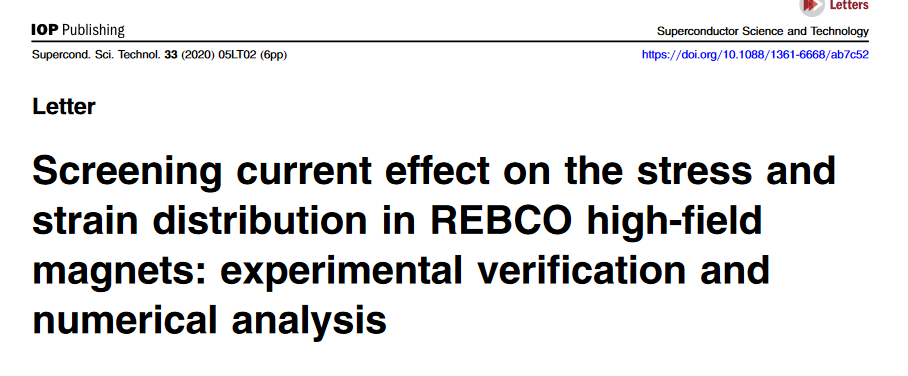 Letters
IOP Publishing
Superconductor Science and Technology
Supercond. Sci. Technol. 33 (2020) 05LT02 (6pp)
https://doi.org/10.1088/1361-6668/ab7c52
Letter
Screening current effect on the stress and
strain distribution in REBCO high-field
magnets: experimental verification and
numerical analysis